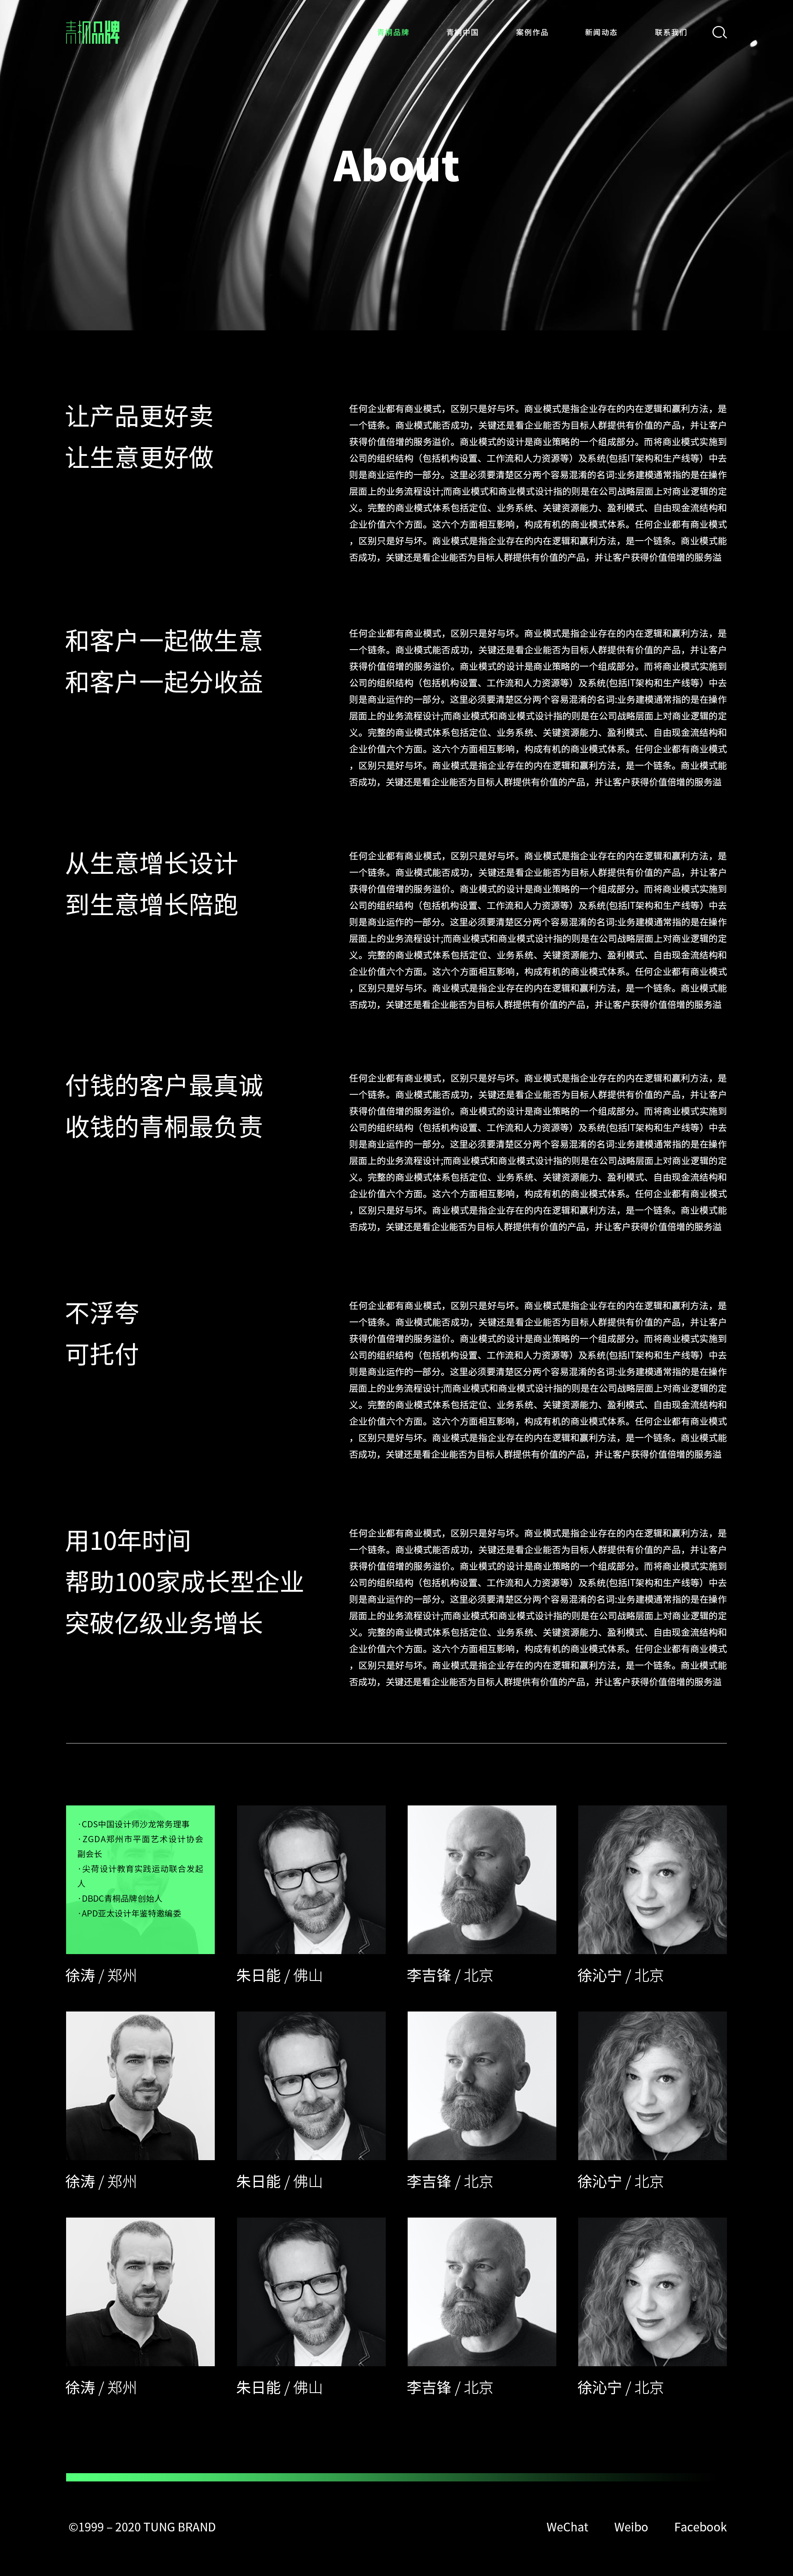 青桐品牌
青桐品牌
青桐中国
案例作品
新闻动态
联系我们
About
让产品更好卖
让生意更好做
任何企业都有商业模式，区别只是好与坏。商业模式是指企业存在的内在逻辑和赢利方法，是
一个链条。商业模式能否成功，关键还是看企业能否为目标人群提供有价值的产品，并让客户
获得价值倍增的服务溢价。商业模式的设计是商业策略的一个组成部分。而将商业模式实施到
公司的组织结构（包括机构设置、工作流和人力资源等）及系统(包括IT架构和生产线等）中去
则是商业运作的一部分。这里必须要清楚区分两个容易混淆的名词:业务建模通常指的是在操作
层面上的业务流程设计;而商业模式和商业模式设计指的则是在公司战略层面上对商业逻辑的定
义。完整的商业模式体系包括定位、业务系统、关键资源能力、盈利模式、自由现金流结构和
企业价值六个方面。这六个方面相互影响，构成有机的商业模式体系。任何企业都有商业模式
，区别只是好与坏。商业模式是指企业存在的内在逻辑和赢利方法，是一个链条。商业模式能
否成功，关键还是看企业能否为目标人群提供有价值的产品，并让客户获得价值倍增的服务溢
和客户一起做生意
和客户一起分收益
任何企业都有商业模式，区别只是好与坏。商业模式是指企业存在的内在逻辑和赢利方法，是
一个链条。商业模式能否成功，关键还是看企业能否为目标人群提供有价值的产品，并让客户
获得价值倍增的服务溢价。商业模式的设计是商业策略的一个组成部分。而将商业模式实施到
公司的组织结构（包括机构设置、工作流和人力资源等）及系统(包括IT架构和生产线等）中去
则是商业运作的一部分。这里必须要清楚区分两个容易混淆的名词:业务建模通常指的是在操作
层面上的业务流程设计;而商业模式和商业模式设计指的则是在公司战略层面上对商业逻辑的定
义。完整的商业模式体系包括定位、业务系统、关键资源能力、盈利模式、自由现金流结构和
企业价值六个方面。这六个方面相互影响，构成有机的商业模式体系。任何企业都有商业模式
，区别只是好与坏。商业模式是指企业存在的内在逻辑和赢利方法，是一个链条。商业模式能
否成功，关键还是看企业能否为目标人群提供有价值的产品，并让客户获得价值倍增的服务溢
从生意增长设计
到生意增长陪跑
任何企业都有商业模式，区别只是好与坏。商业模式是指企业存在的内在逻辑和赢利方法，是
一个链条。商业模式能否成功，关键还是看企业能否为目标人群提供有价值的产品，并让客户
获得价值倍增的服务溢价。商业模式的设计是商业策略的一个组成部分。而将商业模式实施到
公司的组织结构（包括机构设置、工作流和人力资源等）及系统(包括IT架构和生产线等）中去
则是商业运作的一部分。这里必须要清楚区分两个容易混淆的名词:业务建模通常指的是在操作
层面上的业务流程设计;而商业模式和商业模式设计指的则是在公司战略层面上对商业逻辑的定
义。完整的商业模式体系包括定位、业务系统、关键资源能力、盈利模式、自由现金流结构和
企业价值六个方面。这六个方面相互影响，构成有机的商业模式体系。任何企业都有商业模式
，区别只是好与坏。商业模式是指企业存在的内在逻辑和赢利方法，是一个链条。商业模式能
否成功，关键还是看企业能否为目标人群提供有价值的产品，并让客户获得价值倍增的服务溢
付钱的客户最真诚
收钱的青桐最负责
任何企业都有商业模式，区别只是好与坏。商业模式是指企业存在的内在逻辑和赢利方法，是
一个链条。商业模式能否成功，关键还是看企业能否为目标人群提供有价值的产品，并让客户
获得价值倍增的服务溢价。商业模式的设计是商业策略的一个组成部分。而将商业模式实施到
公司的组织结构（包括机构设置、工作流和人力资源等）及系统(包括IT架构和生产线等）中去
则是商业运作的一部分。这里必须要清楚区分两个容易混淆的名词:业务建模通常指的是在操作
层面上的业务流程设计;而商业模式和商业模式设计指的则是在公司战略层面上对商业逻辑的定
义。完整的商业模式体系包括定位、业务系统、关键资源能力、盈利模式、自由现金流结构和
企业价值六个方面。这六个方面相互影响，构成有机的商业模式体系。任何企业都有商业模式
，区别只是好与坏。商业模式是指企业存在的内在逻辑和赢利方法，是一个链条。商业模式能
否成功，关键还是看企业能否为目标人群提供有价值的产品，并让客户获得价值倍增的服务溢
不浮夸
可托付
任何企业都有商业模式，区别只是好与坏。商业模式是指企业存在的内在逻辑和赢利方法，是
一个链条。商业模式能否成功，关键还是看企业能否为目标人群提供有价值的产品，并让客户
获得价值倍增的服务溢价。商业模式的设计是商业策略的一个组成部分。而将商业模式实施到
公司的组织结构（包括机构设置、工作流和人力资源等）及系统(包括IT架构和生产线等）中去
则是商业运作的一部分。这里必须要清楚区分两个容易混淆的名词:业务建模通常指的是在操作
层面上的业务流程设计;而商业模式和商业模式设计指的则是在公司战略层面上对商业逻辑的定
义。完整的商业模式体系包括定位、业务系统、关键资源能力、盈利模式、自由现金流结构和
企业价值六个方面。这六个方面相互影响，构成有机的商业模式体系。任何企业都有商业模式
，区别只是好与坏。商业模式是指企业存在的内在逻辑和赢利方法，是一个链条。商业模式能
否成功，关键还是看企业能否为目标人群提供有价值的产品，并让客户获得价值倍增的服务溢
用10年时间
帮助100家成长型企业
突破亿级业务增长
任何企业都有商业模式，区别只是好与坏。商业模式是指企业存在的内在逻辑和赢利方法，是
一个链条。商业模式能否成功，关键还是看企业能否为目标人群提供有价值的产品，并让客户
获得价值倍增的服务溢价。商业模式的设计是商业策略的一个组成部分。而将商业模式实施到
公司的组织结构（包括机构设置、工作流和人力资源等）及系统(包括IT架构和生产线等）中去
则是商业运作的一部分。这里必须要清楚区分两个容易混淆的名词:业务建模通常指的是在操作
层面上的业务流程设计;而商业模式和商业模式设计指的则是在公司战略层面上对商业逻辑的定
义。完整的商业模式体系包括定位、业务系统、关键资源能力、盈利模式、自由现金流结构和
企业价值六个方面。这六个方面相互影响，构成有机的商业模式体系。任何企业都有商业模式
，区别只是好与坏。商业模式是指企业存在的内在逻辑和赢利方法，是一个链条。商业模式能
否成功，关键还是看企业能否为目标人群提供有价值的产品，并让客户获得价值倍增的服务溢
·CDS中国设计师沙龙常务理事
·ZGDA郑州市平面艺术设计协会
副会长
·尖荷设计教育实践运动联合发起
人
·DBDC青桐品牌创始人
·APD亚太设计年鉴特邀编委
徐涛 / 郑州
朱日能 / 佛山
李吉锋 / 北京
徐沁宁 / 北京
徐涛 / 郑州
朱日能 / 佛山
李吉锋 / 北京
徐沁宁 / 北京
徐涛 / 郑州
朱日能 / 佛山
李吉锋 / 北京
徐沁宁 / 北京
©1999 – 2020 TUNG BRAND
WeChat
Weibo
Facebook